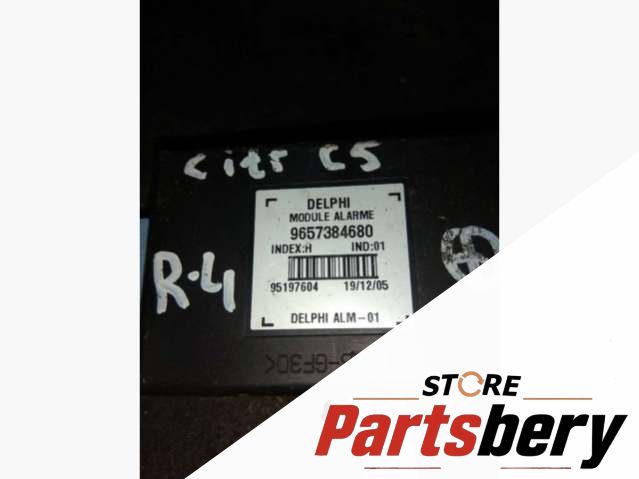 Citr C5
DELPHI
MODULE ALARME
9657384680
INDEX:H IND:01
95197604 19/12/05
DELPHI ALM-01
R-4
-GF30<
STORE
Partsbery